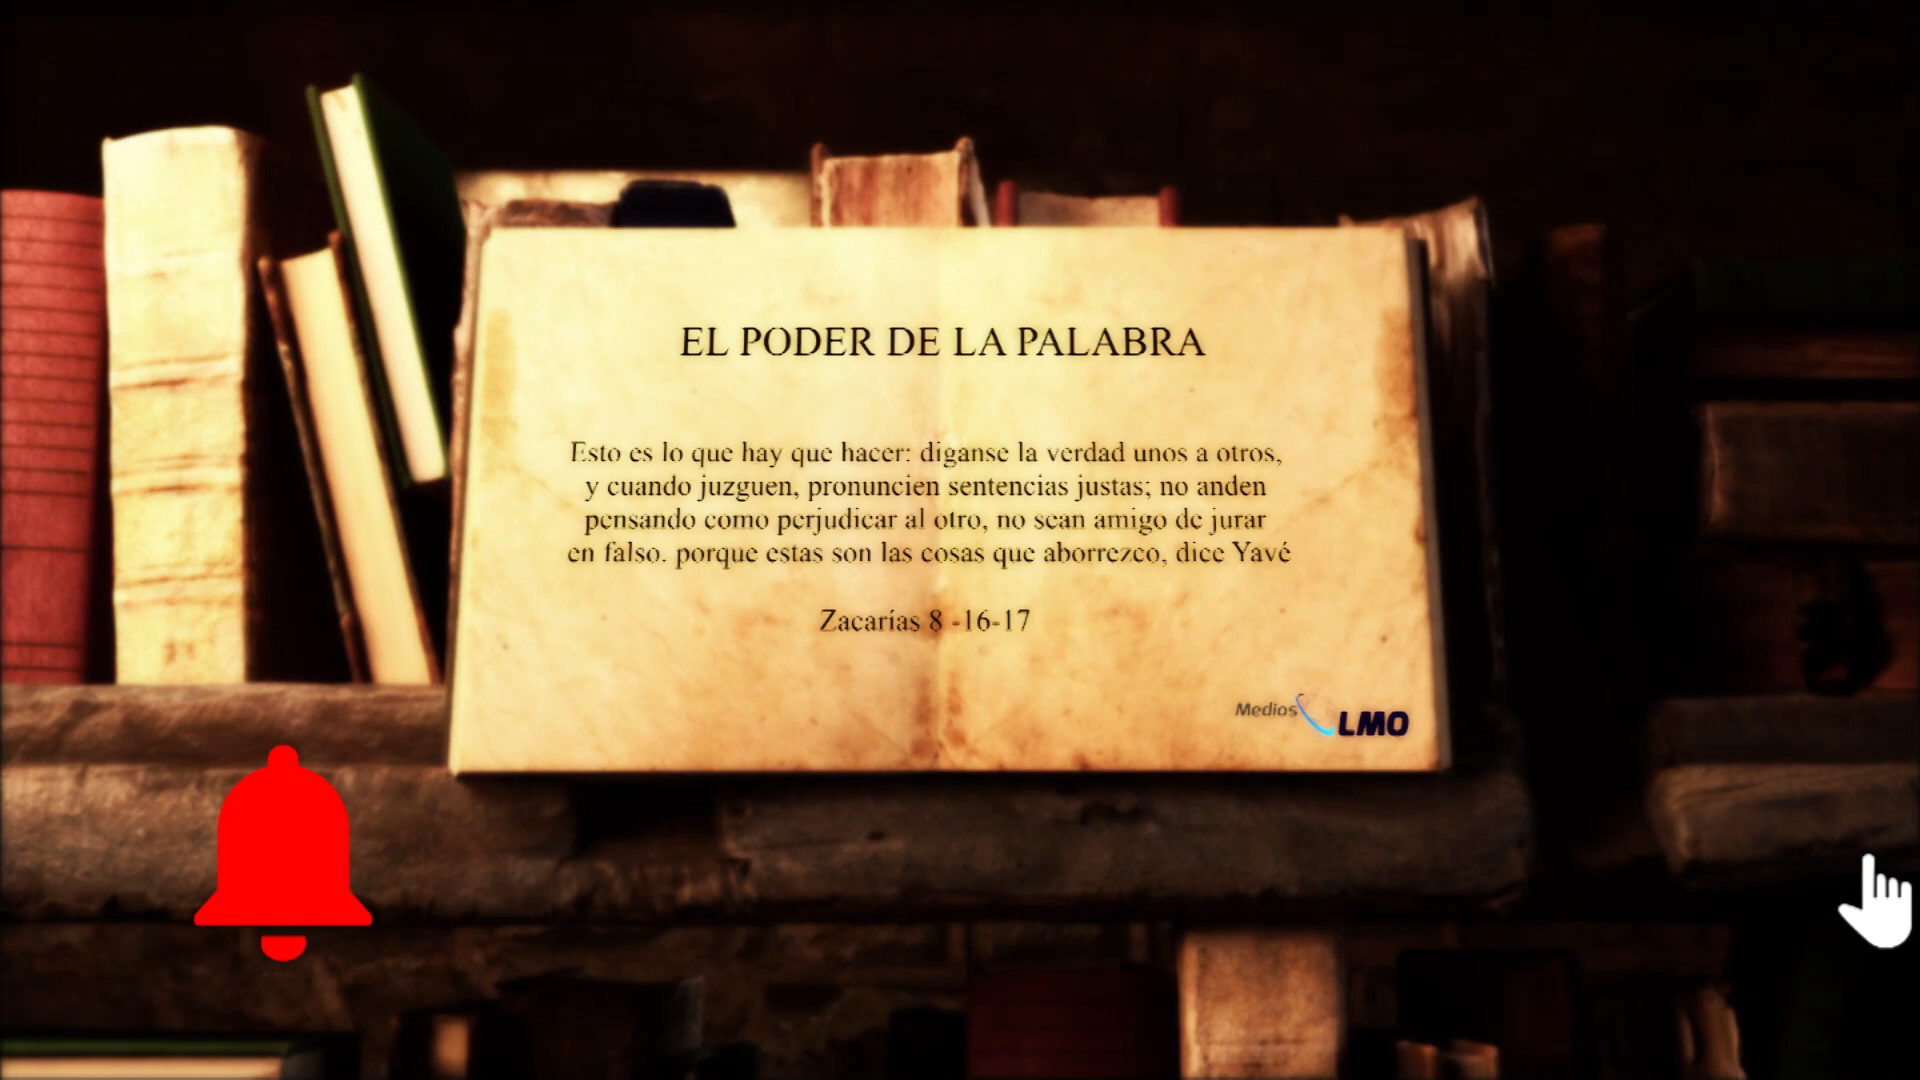 EL PODER DE LA PALABRA
Esto es lo que hay que hacer: diganse la verdad unos a otros,
y cuando juzguen, pronuncien sentencias justas; no anden
pensando como perjudicar al otro, no sean amigo de jurar
en falso. porque estas son las cosas que aborrezco, dice Yavé
Zacarías 8 -16-17
Medios LMO